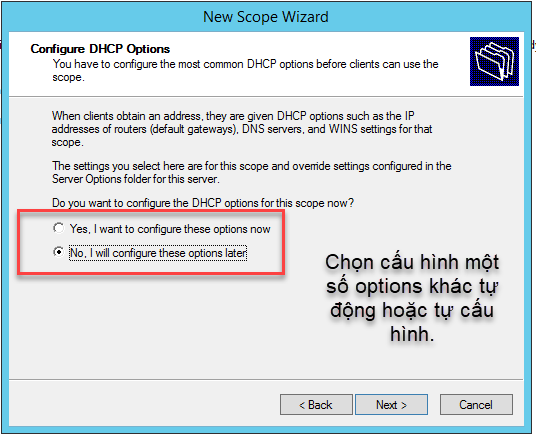 New Scope Wizard
Configure DHCP Options
You have to configure the most common DHCP options before clients can use the
scope.
When clients obtain an address, they are given DHCP options such as the IP
addresses of routers (default gateways), DNS servers, and WINS settings for that
scope.
The settings you select here are for this scope and override settings configured in the
Server Options folder for this server.
Do you want to configure the DHCP options for this scope now?
Yes, I want to configure these options now
No, I will configure these options later
Chọn cấu hình một
số options khác tự
động hoặc tự cấu
hình.
< Back
Next >
Cancel